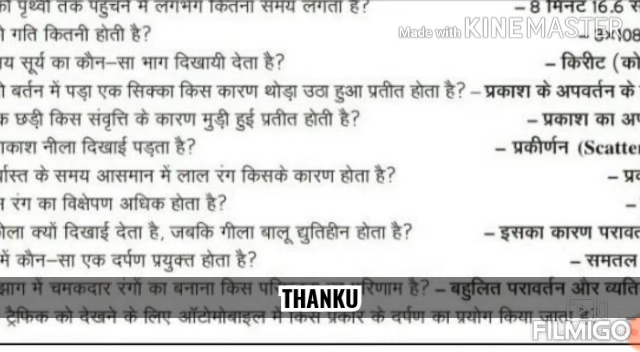 पृथ्वी तक पहुंचने में लगभग कितना समय लगता है? – 8 मिनट 16.6
Made with KINEMASTER
गति कितनी होती है?
सूर्य का कौन–सा भाग दिखायी देता है? – किरीट
बर्तन में पड़ा एक सिक्का किस कारण थोड़ा उठा हुआ प्रतीत होता है? – प्रकाश के अपवर्तन के
छड़ी किस संवृत्ति के कारण मुड़ी हुई प्रतीत होती है? – प्रकाश का
नीला दिखाई पड़ता है? – प्रकीर्णन (Scatter
के समय आसमान में लाल रंग किसके कारण होता है?
रंग का विक्षेपण अधिक होता है?
क्यों दिखाई देता है, जबकि गीला बालू द्युतिहीन होता है? – इसका कारण
में कौन–सा एक दर्पण प्रयुक्त होता है? – समतल
झाग में चमकदार रंगों का बनाना किस है? – बहुलित परावर्तन और
THANKU
ट्रैफिक को देखने के लिए ऑटोमोबाइल में किस प्रकार के दर्पण का प्रयोग किया जाता है?
FILMIGO